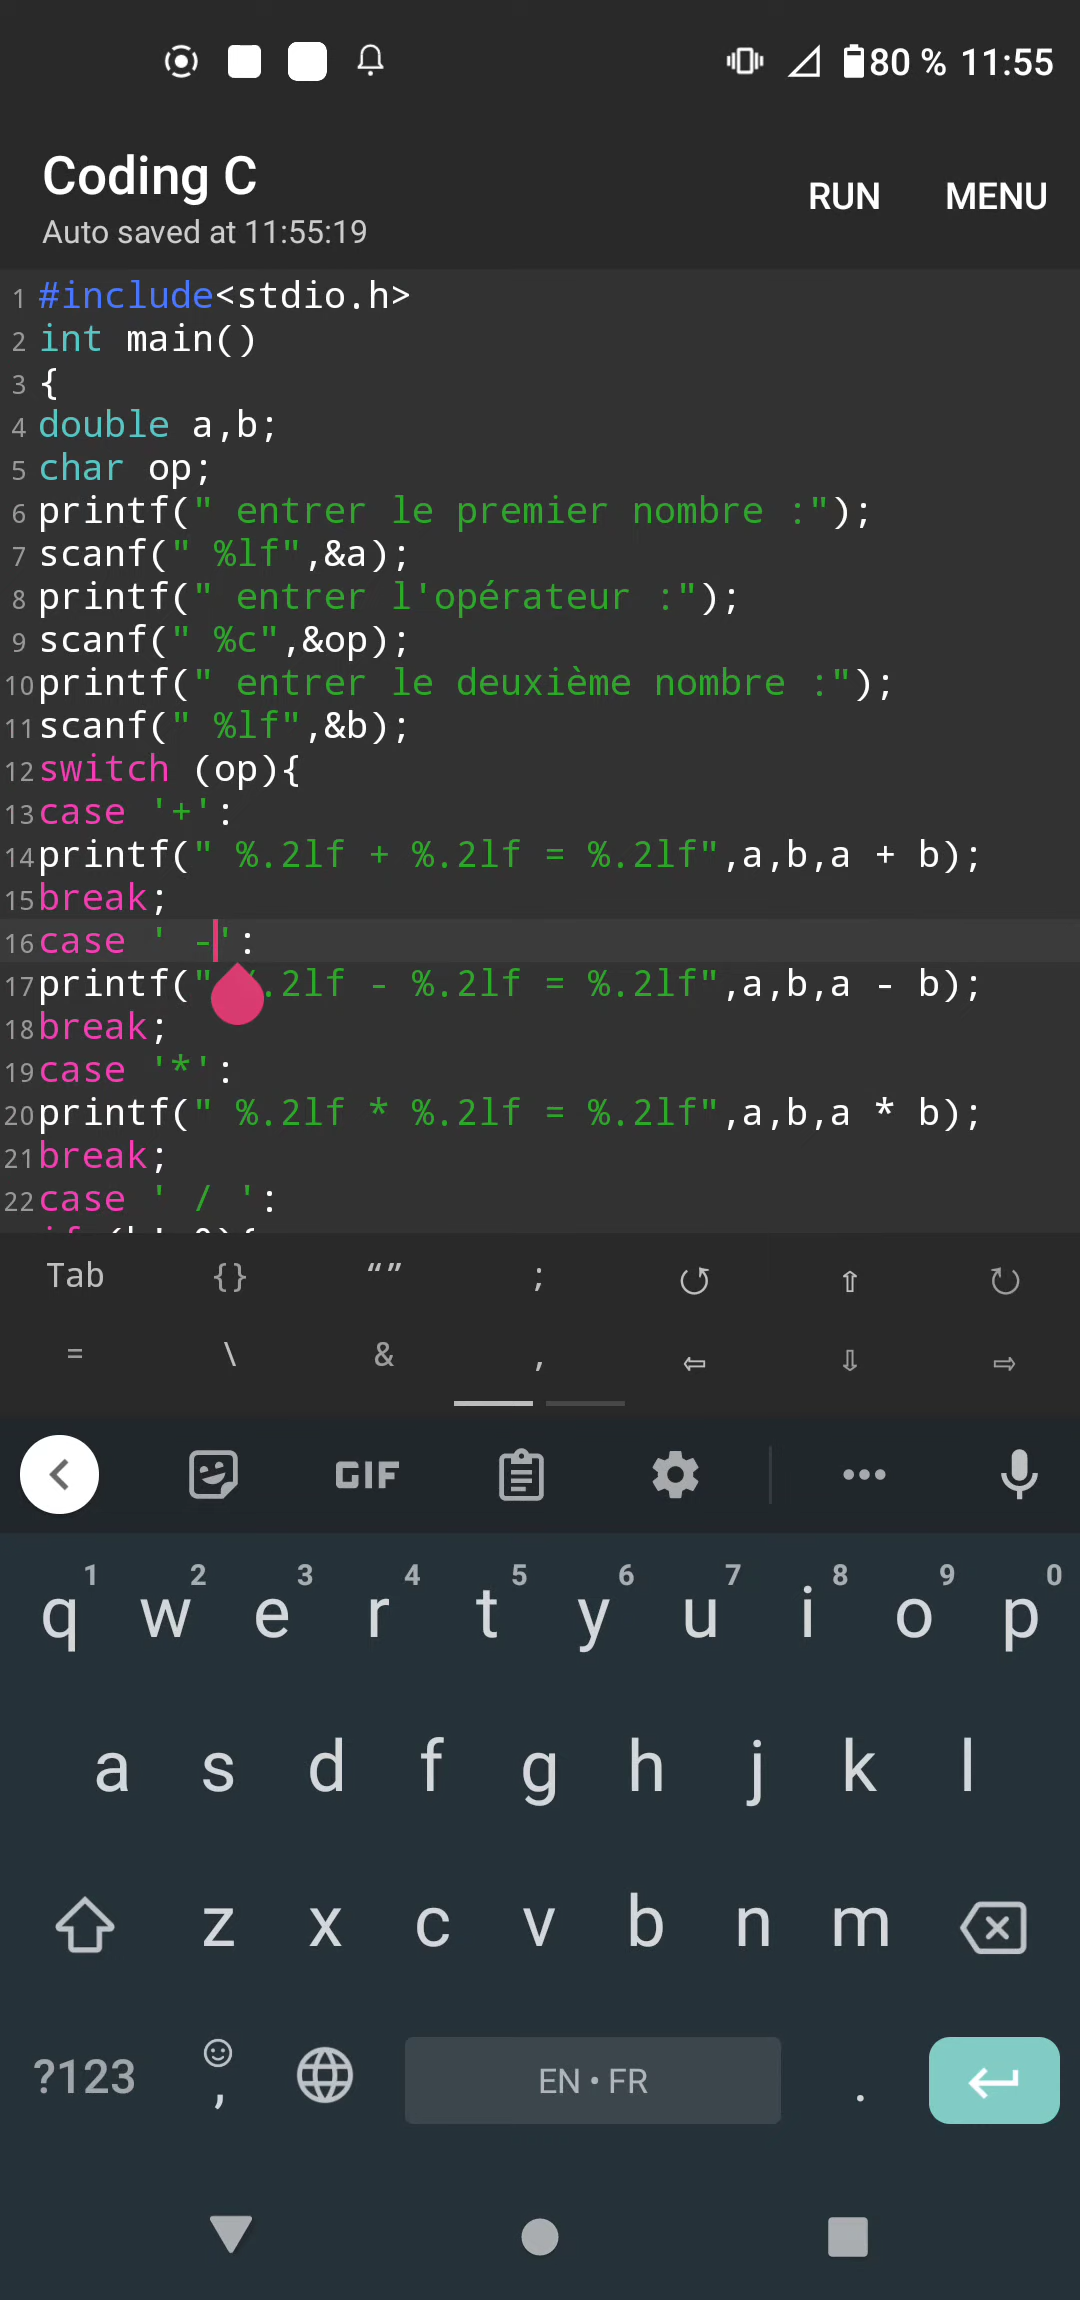 80 % 11:55
Coding C
RUN MENU
Auto saved at 11:55:19
1 #include<stdio.h>
2 int main()
3 {
4 double a,b;
5 char op;
6 printf(" entrer le premier nombre :");
7 scanf(" %lf",&a);
8 printf(" entrer l'opérateur :");
9 scanf(" %c",&op);
10 printf(" entrer le deuxième nombre :");
11 scanf(" %lf",&b);
12 switch (op){
13 case '+':
14 printf(" %.2lf + %.2lf = %.2lf",a,b,a + b);
15 break;
16 case ' -':
17 printf(" .2lf - %.2lf = %.2lf",a,b,a - b);
18 break;
19 case '*':
20 printf(" %.2lf * %.2lf = %.2lf",a,b,a * b);
21 break;
22 case ' / ':
Tab {} “” ; ↺ ⇧ ↻
= \ & , ⇦ ⇩ ⇨
GIF
1 2 3 4 5 6 7 8 9 0
q w e r t y u i o p
a s d f g h j k l
z x c v b n m
?123 , EN • FR .